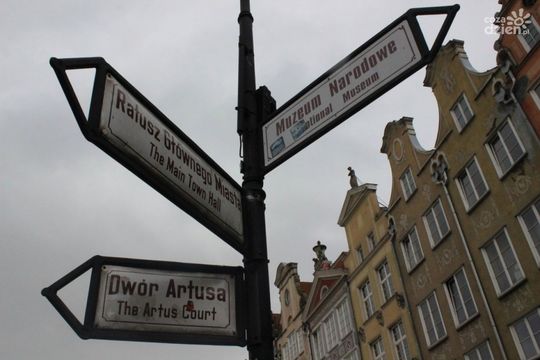 Muzeum Narodowe
National Museum
Ratusz Głównego Miasta
The Main Town Hall
Dwór Artusa
The Artus Court
cozadzien.pl